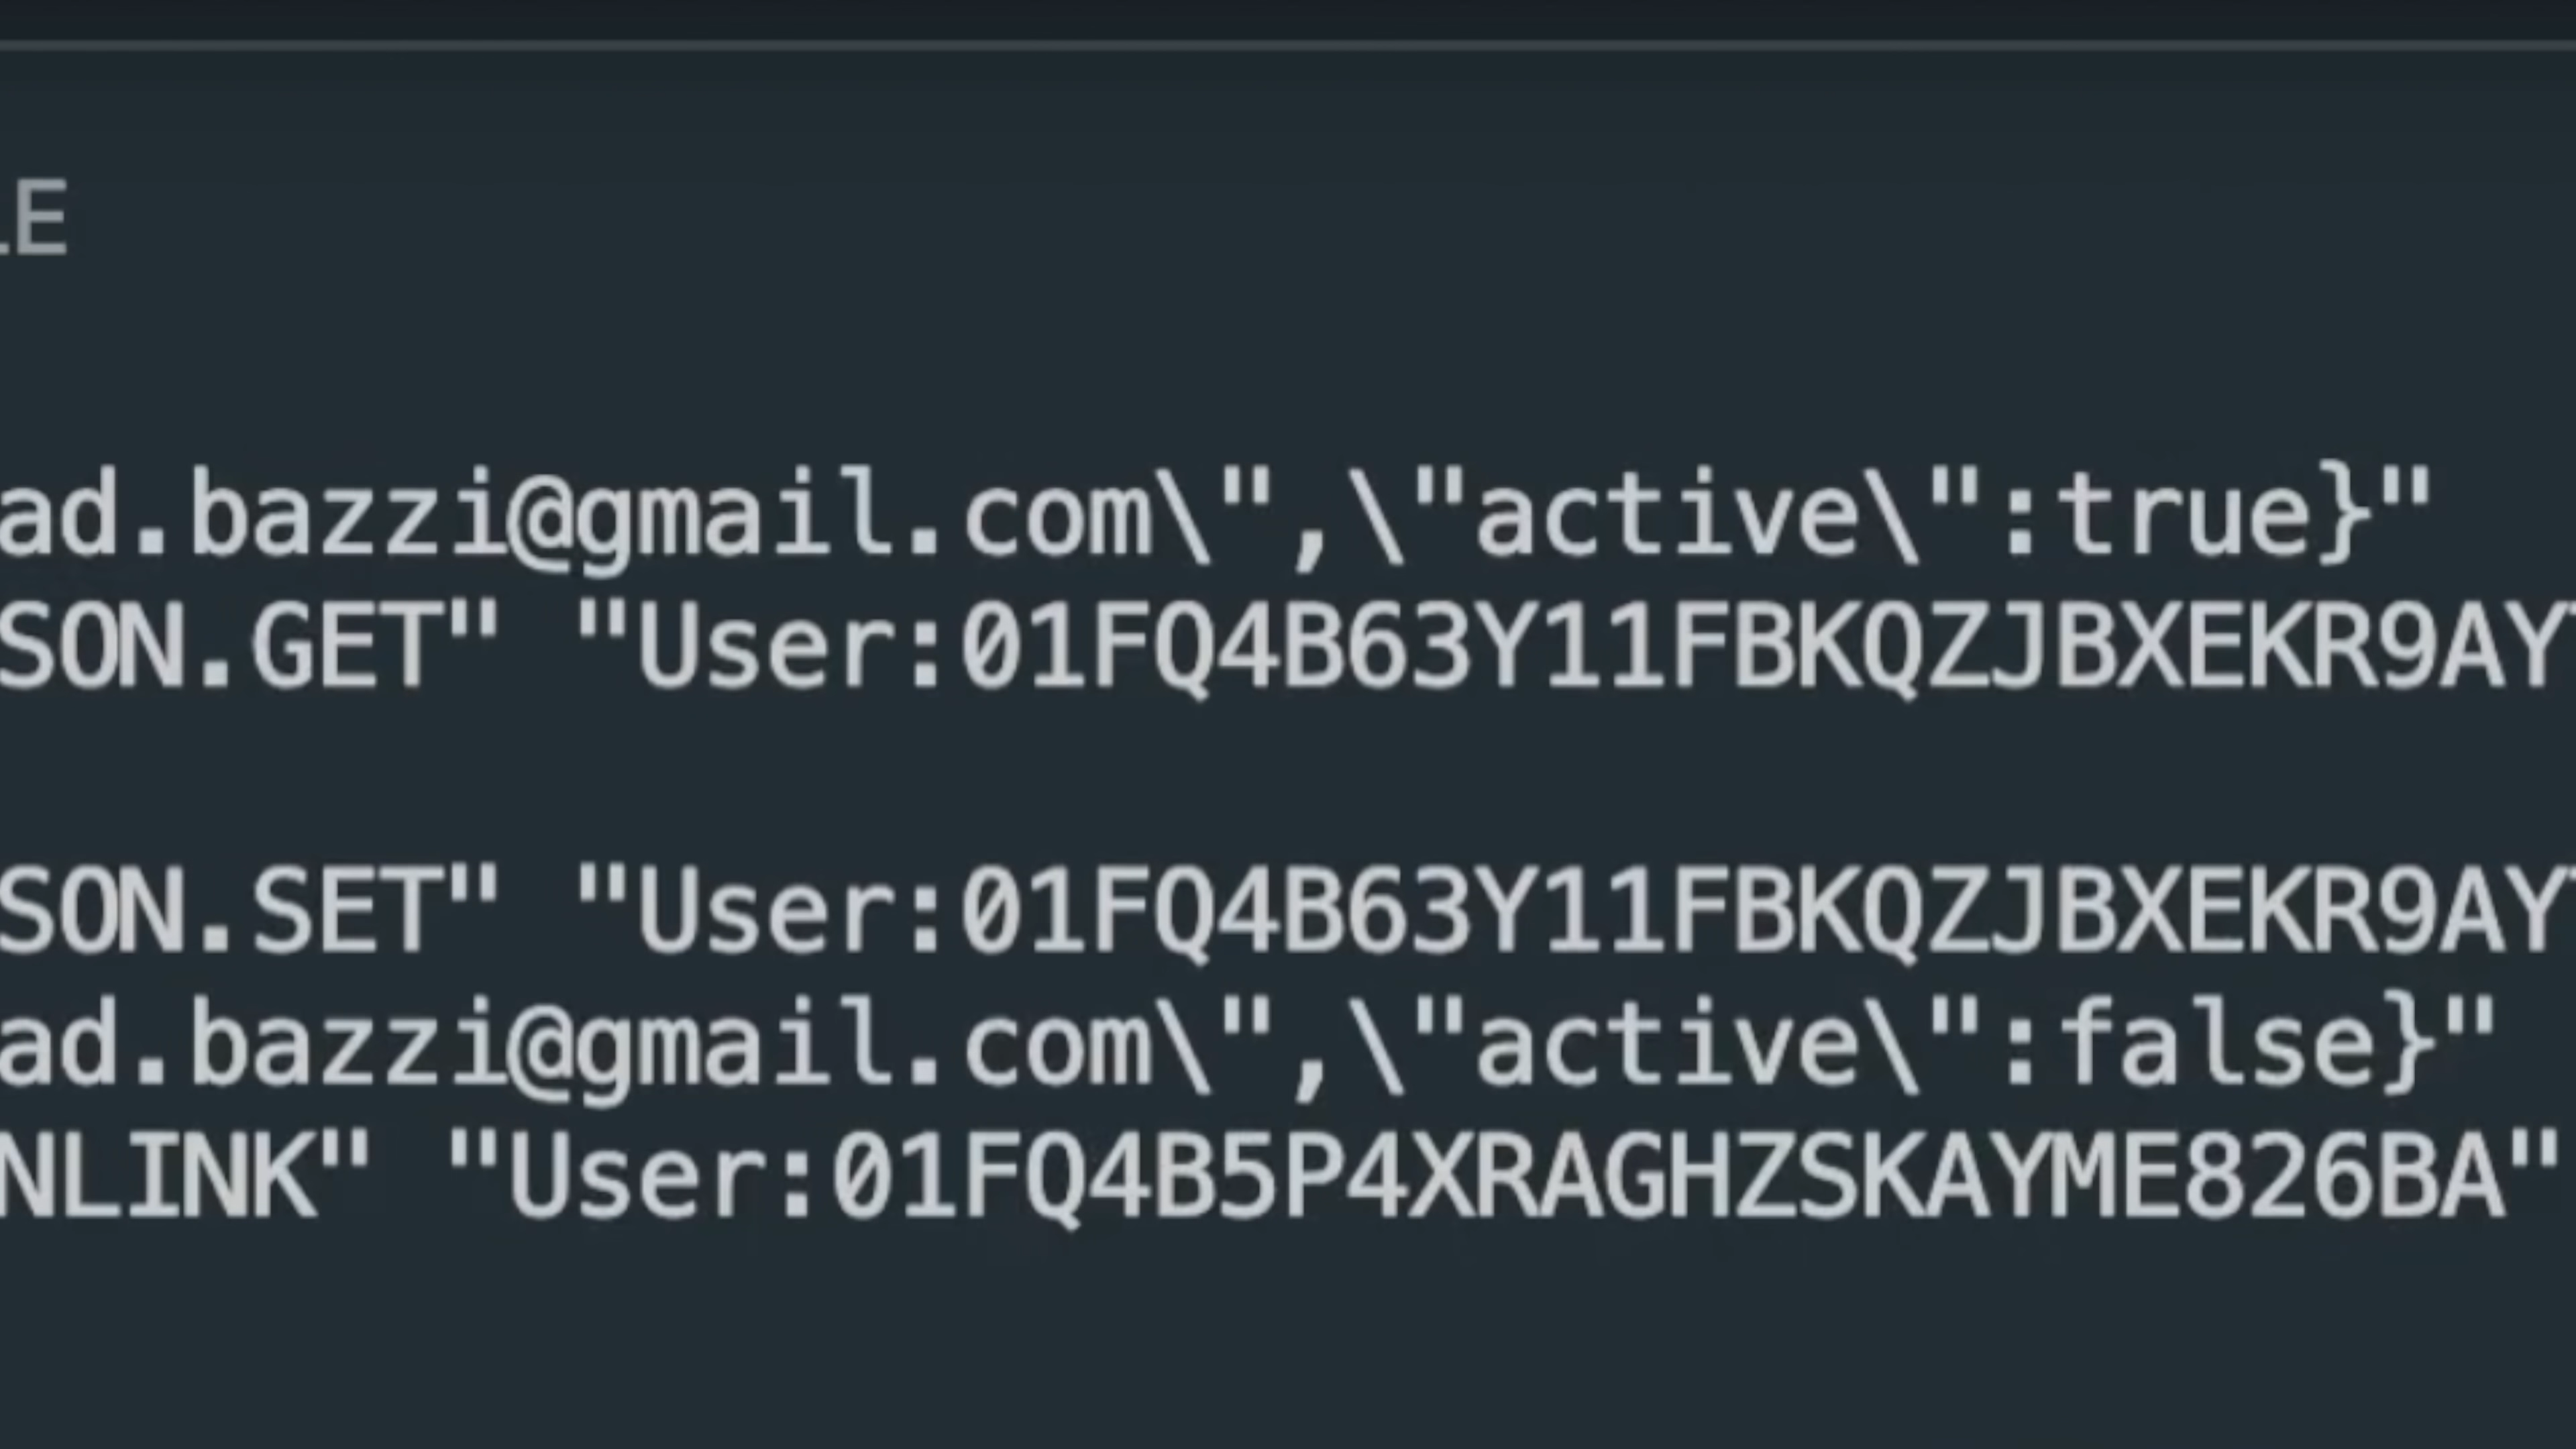 LE
ad.bazzi@gmail.com\",\"active\":true}"
SON.GET" "User:01FQ4B63Y11FBKQZJBXEKR9AY
SON.SET" "User:01FQ4B63Y11FBKQZJBXEKR9AY
ad.bazzi@gmail.com\",\"active\":false}"
NLINK" "User:01FQ4B5P4XRAGHZSKAYME826BA"